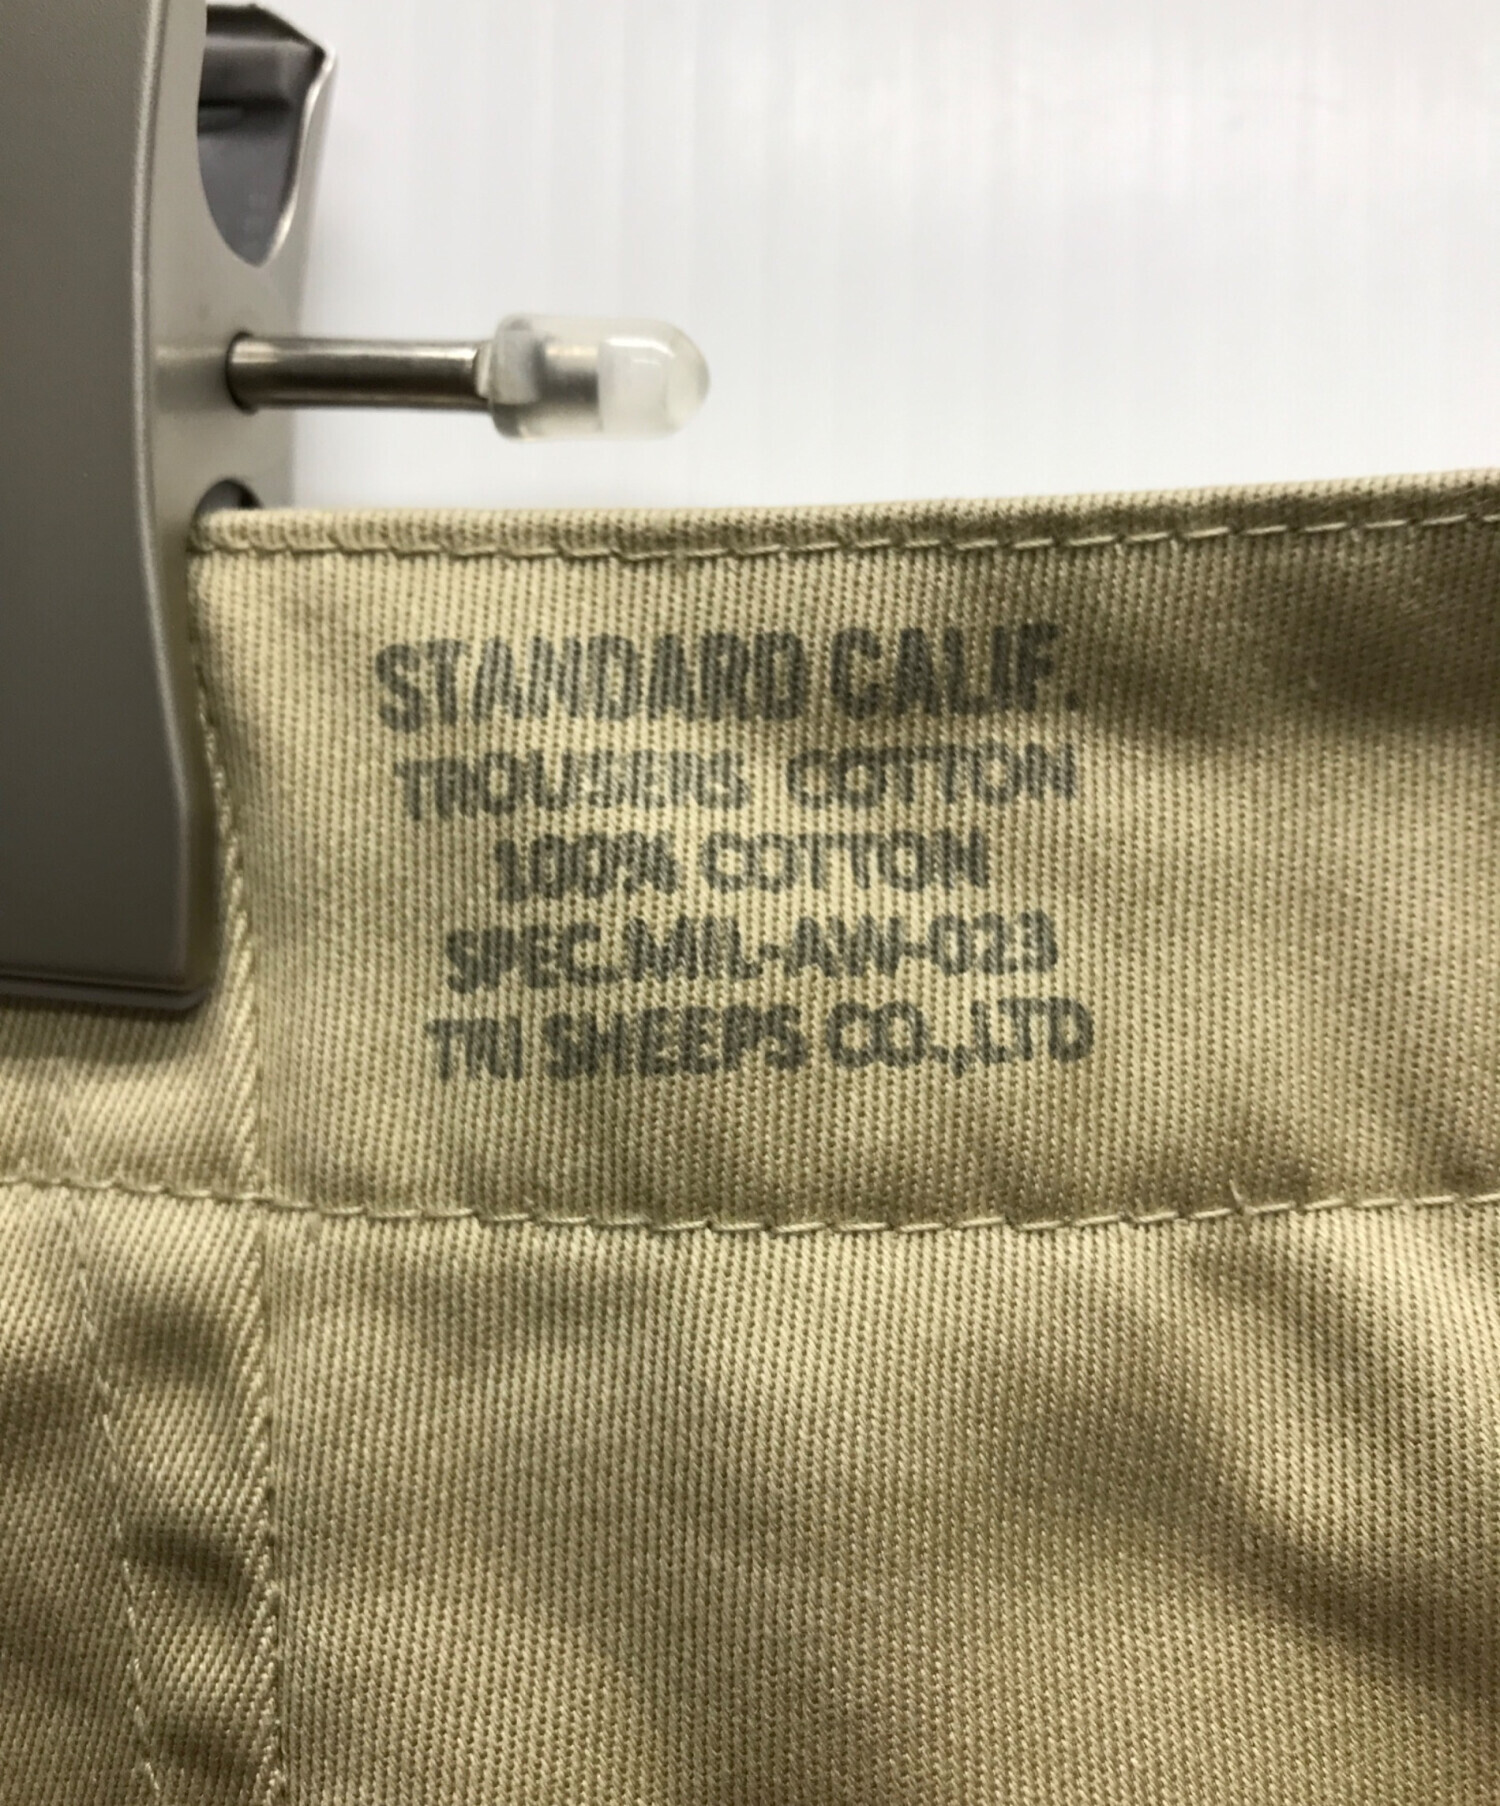 STANDARD CALIF.
TROUSERS COTTON
100% COTTON
SPEC.MIL-AW-023
TRI SHEEPS CO.,LTD